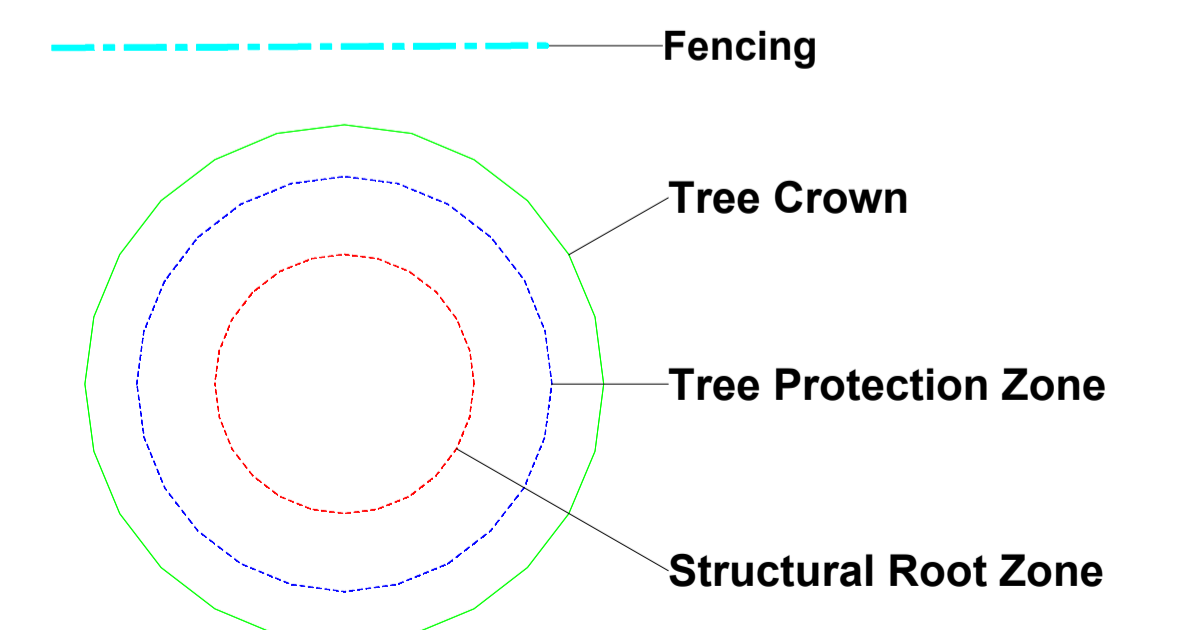 Fencing
Tree Crown
Tree Protection Zone
Structural Root Zone